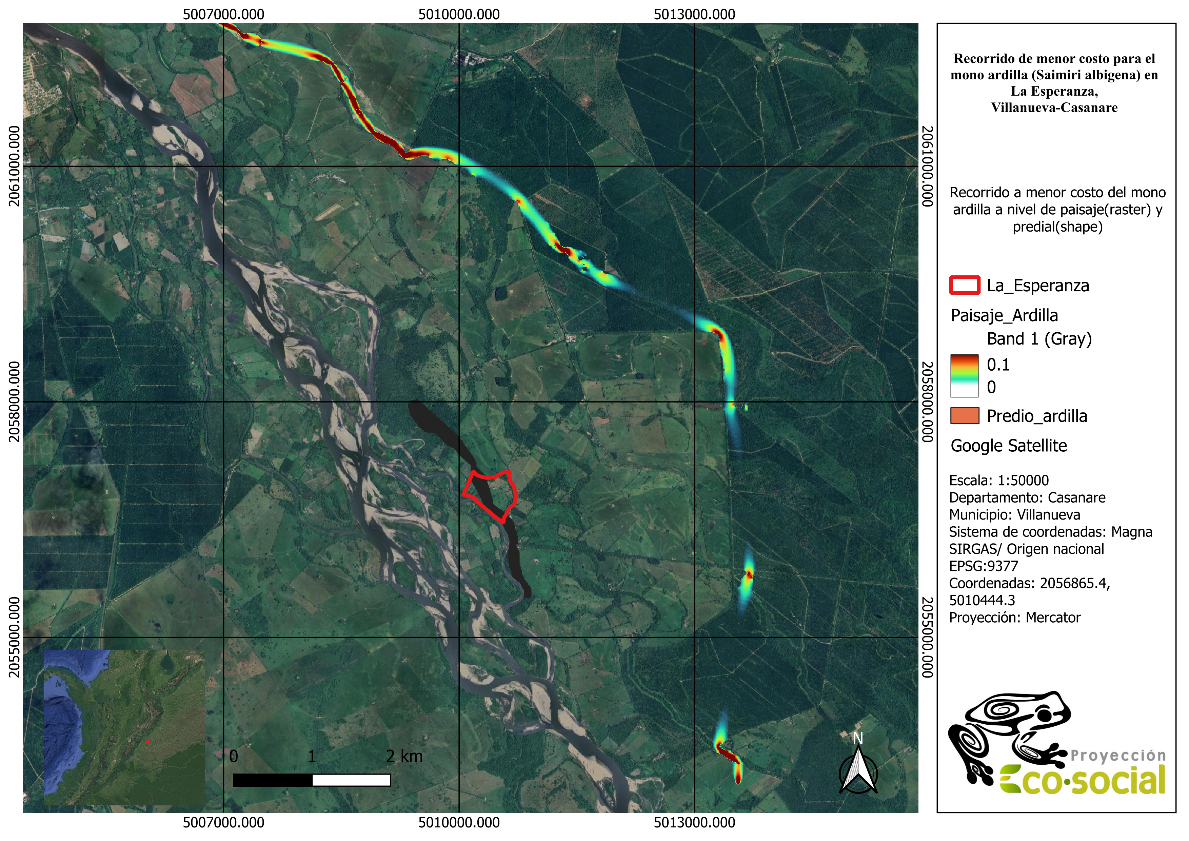 5007000.000
5010000.000
5013000.000
2061000.000
2058000.000
2055000.000
2061000.000
2058000.000
2055000.000
0
1
2 km
N
5007000.000
5010000.000
5013000.000
Recorrido de menor costo para el
mono ardilla (Saimiri albigena) en
La Esperanza,
Villanueva-Casanare
Recorrido a menor costo del mono
ardilla a nivel de paisaje(raster) y
predial(shape)
La_Esperanza
Paisaje_Ardilla
Band 1 (Gray)
0.1
0
Predio_ardilla
Google Satellite
Escala: 1:50000
Departamento: Casanare
Municipio: Villanueva
Sistema de coordenadas: Magna
SIRGAS/ Origen nacional
EPSG:9377
Coordenadas: 2056865.4,
5010444.3
Proyección: Mercator
Proyección
Eco·social